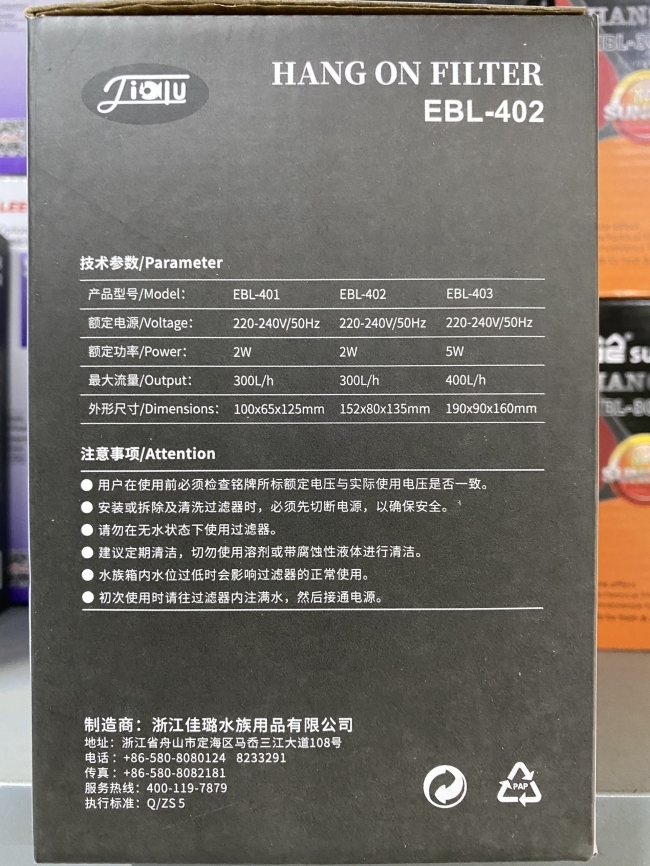 Jialu
HANG ON FILTER
EBL-402
技术参数/Parameter
产品型号/Model: EBL-401 EBL-402 EBL-403
额定电源/Voltage: 220-240V/50Hz 220-240V/50Hz 220-240V/50Hz
额定功率/Power: 2W 2W 5W
最大流量/Output: 300L/h 300L/h 400L/h
外形尺寸/Dimensions: 100x65x125mm 152x80x135mm 190x90x160mm
注意事项/Attention
● 用户在使用前必须检查铭牌所标额定电压与实际使用电压是否一致。
● 安装或拆除及清洗过滤器时，必须先切断电源，以确保安全。
● 请勿在无水状态下使用过滤器。
● 建议定期清洁，切勿使用溶剂或带腐蚀性液体进行清洁。
● 水族箱内水位过低时会影响过滤器的正常使用。
● 初次使用时请往过滤器内注满水，然后接通电源。
制造商：浙江佳璐水族用品有限公司
地址：浙江省舟山市定海区马岙三江大道108号
电话：+86-580-8080124 8233291
传真：+86-580-8082181
服务热线：400-119-7879
执行标准：Q/ZS 5
PAP